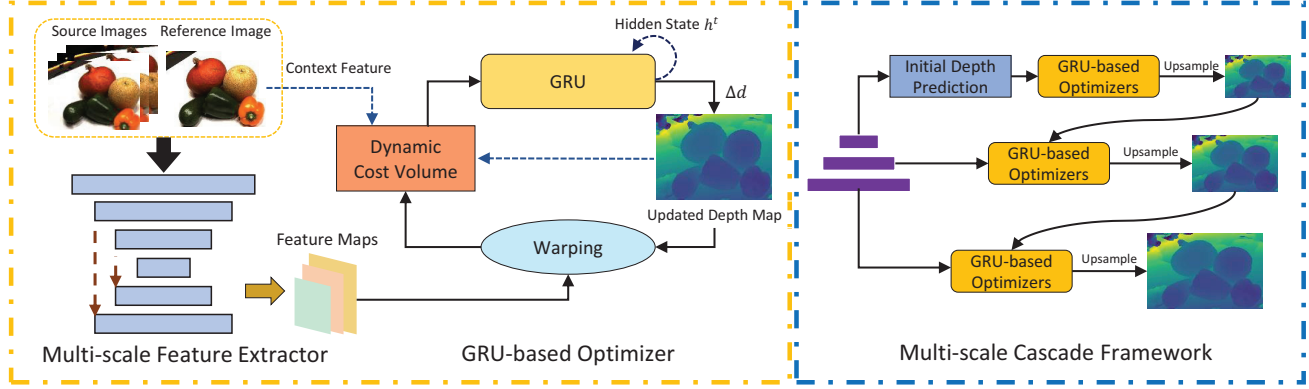 Source Images
Reference Image
Context Feature
Hidden State h^t
GRU
Δd
Dynamic
Cost Volume
Updated Depth Map
Warping
Feature Maps
Multi-scale Feature Extractor
GRU-based Optimizer
Initial Depth
Prediction
GRU-based
Optimizers
Upsample
GRU-based
Optimizers
Upsample
GRU-based
Optimizers
Upsample
Multi-scale Cascade Framework